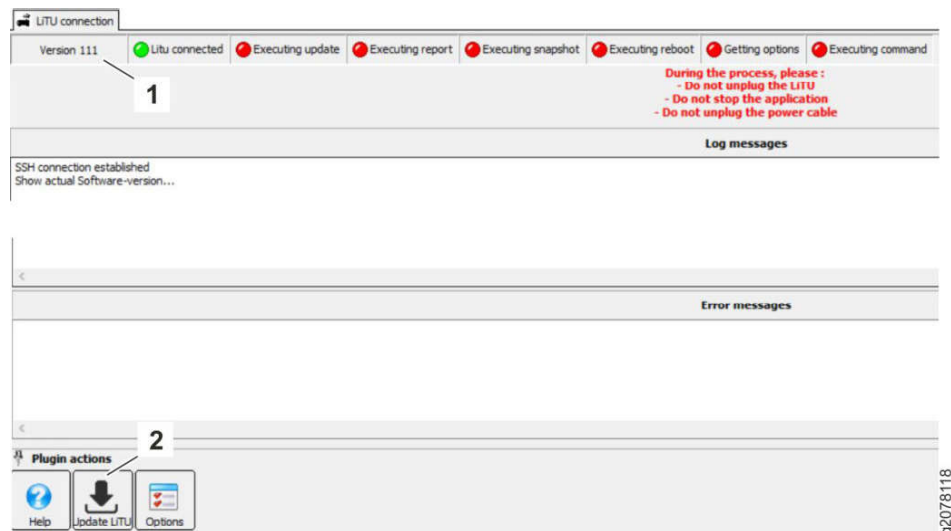 LiTU connection
Version 111 Litu connected Executing update Executing report Executing snapshot Executing reboot Getting options Executing command
1
During the process, please :
- Do not unplug the LiTU
- Do not stop the application
- Do not unplug the power cable
Log messages
SSH connection established
Show actual Software-version...
Error messages
2
Plugin actions
Help Update LiTU Options